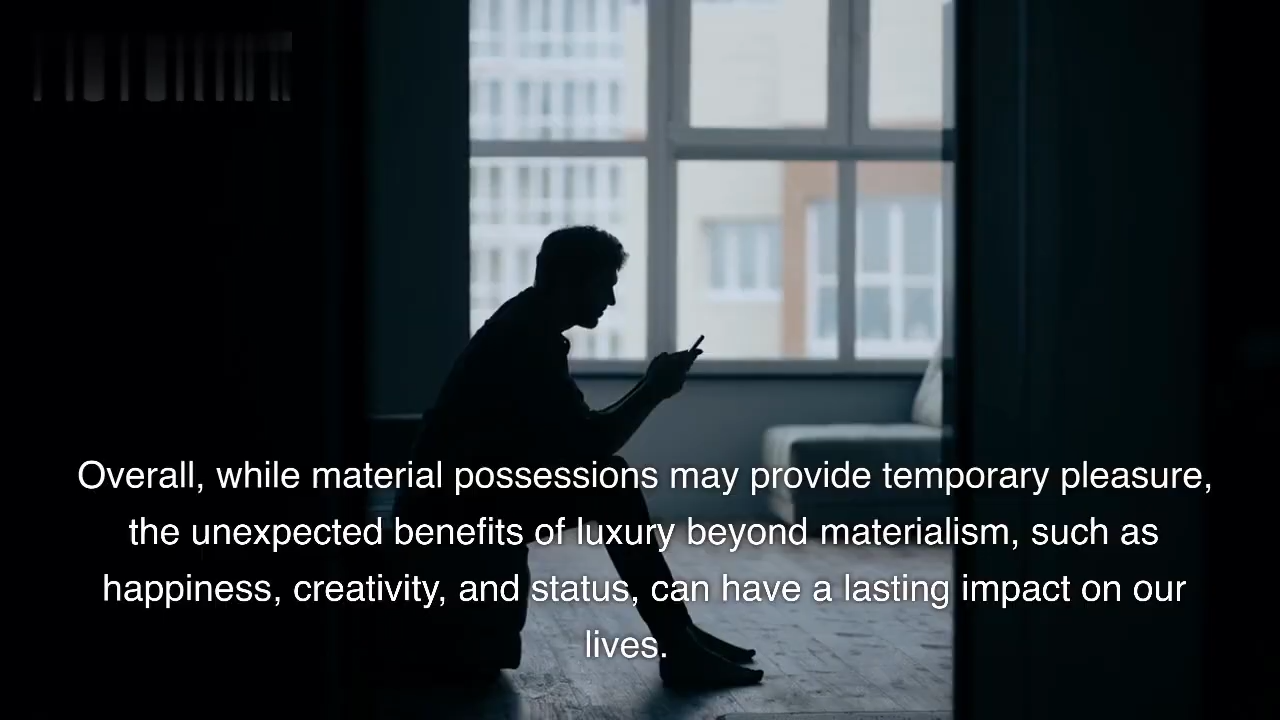 Overall, while material possessions may provide temporary pleasure,
the unexpected benefits of luxury beyond materialism, such as
happiness, creativity, and status, can have a lasting impact on our
lives.